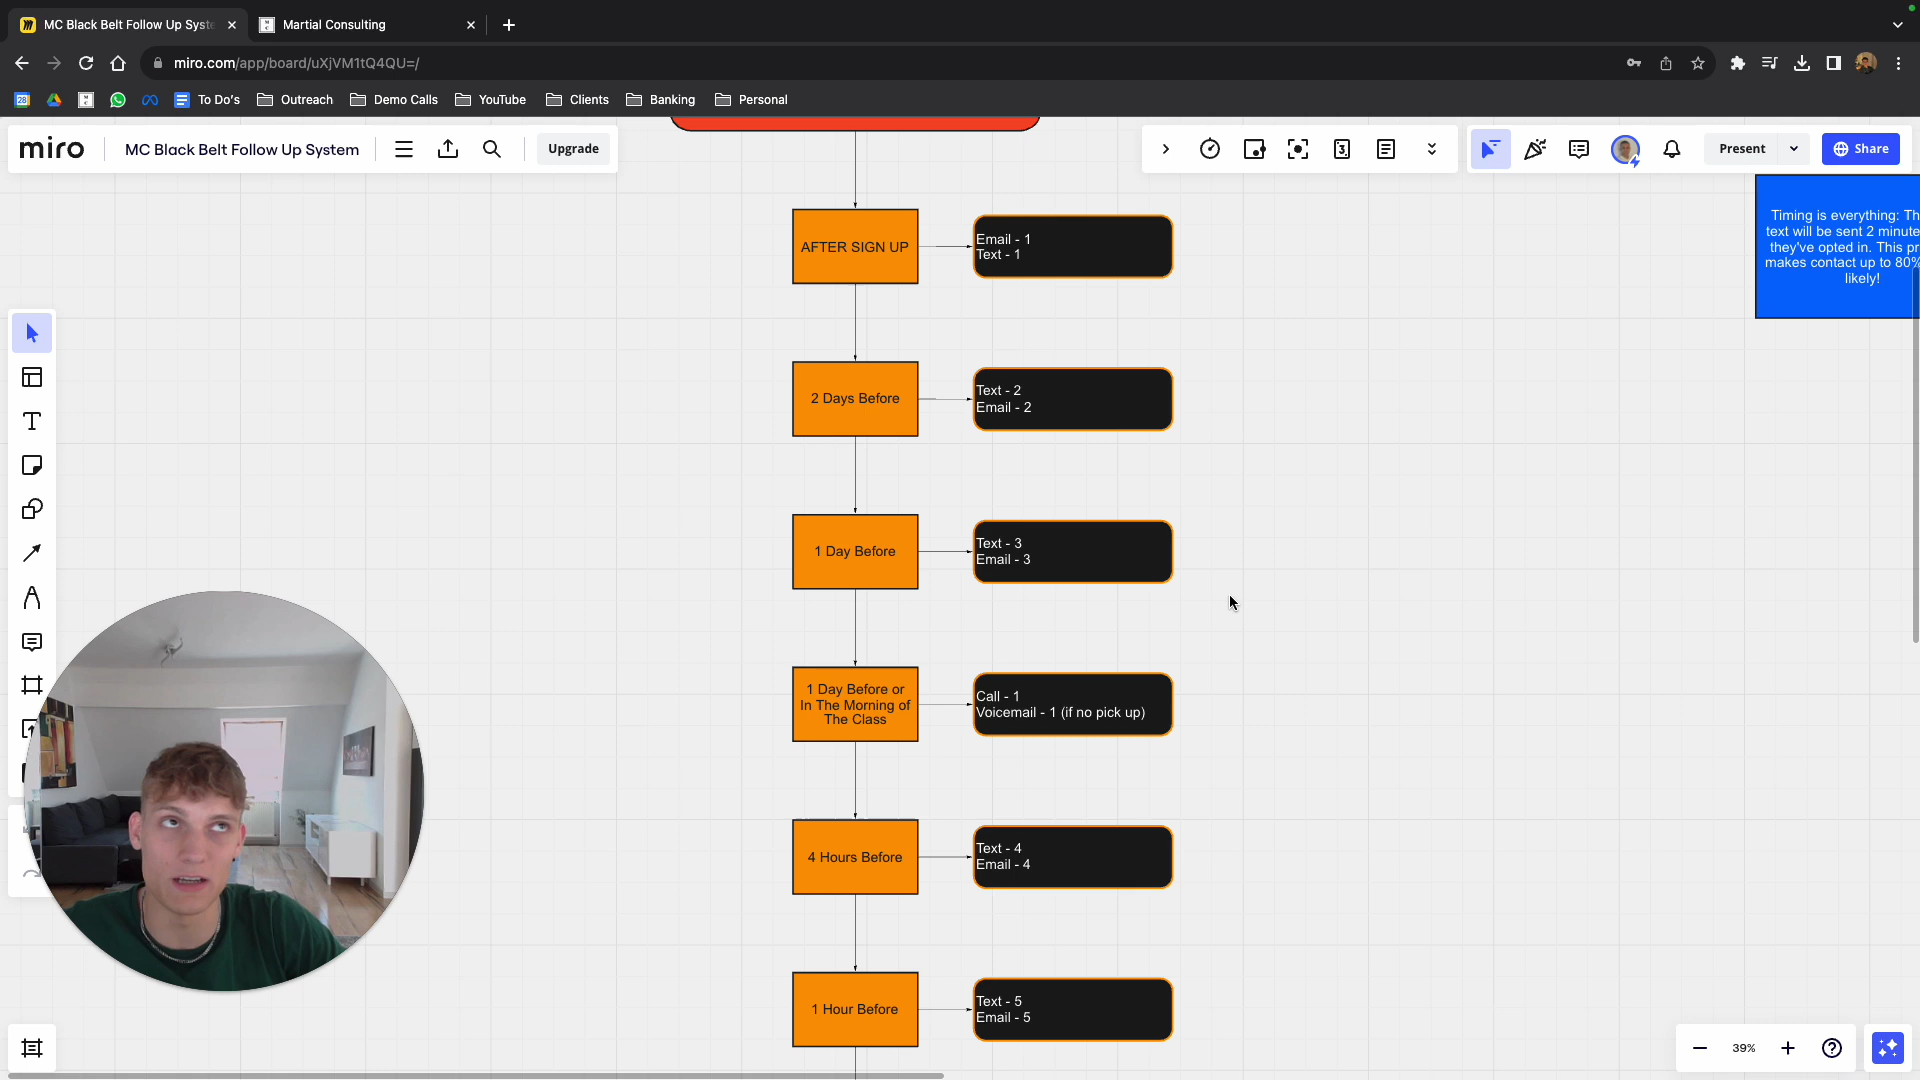 MC Black Belt Follow Up Syste
Martial Consulting
miro.com/app/board/uXjVM1tQ4QU=/
28
To Do's
Outreach
Demo Calls
YouTube
Clients
Banking
Personal
miro
MC Black Belt Follow Up System
Upgrade
3
Present
Share
Timing is everything: Th
text will be sent 2 minute
they've opted in. This pr
makes contact up to 80%
likely!
AFTER SIGN UP
Email - 1
Text - 1
2 Days Before
Text - 2
Email - 2
1 Day Before
Text - 3
Email - 3
1 Day Before or
In The Morning of
The Class
Call - 1
Voicemail - 1 (if no pick up)
4 Hours Before
Text - 4
Email - 4
1 Hour Before
Text - 5
Email - 5
39%